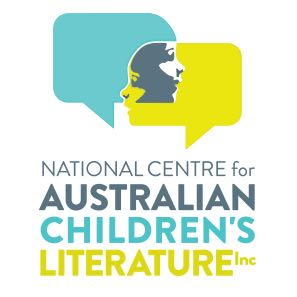 NATIONAL CENTRE for
AUSTRALIAN
CHILDREN'S
LITERATURE Inc